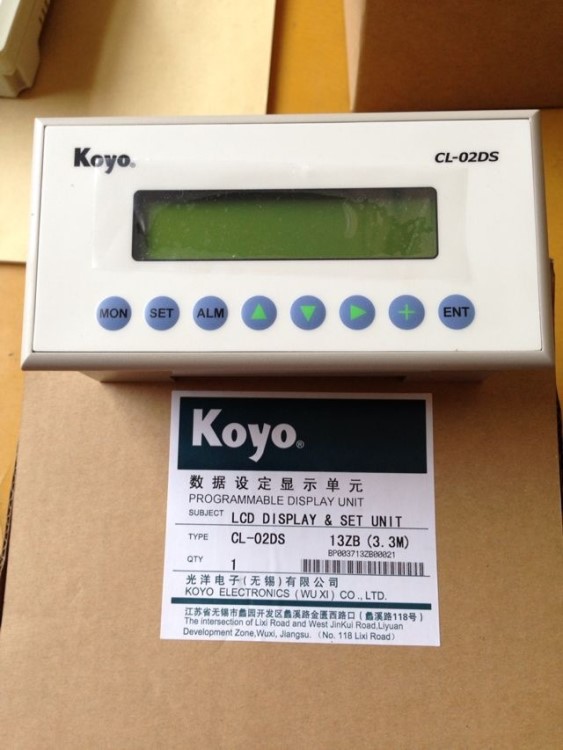 Koyo®
CL-02DS
MON SET ALM ▲ ▼ ▶ + ENT
Koyo®
数据设定显示单元
PROGRAMMABLE DISPLAY UNIT
SUBJECT LCD DISPLAY & SET UNIT
TYPE CL-02DS 13ZB (3.3M)
BP003713ZB00021
QTY 1
光洋电子(无锡)有限公司
KOYO ELECTRONICS (WU XI) CO., LTD.
江苏省无锡市蠡园开发区蠡溪路金匮西路口(蠡溪路118号)
The intersection of Lixi Road and West JinKui Road,Liyuan
Development Zone,Wuxi, Jiangsu. (No. 118 Lixi Road)